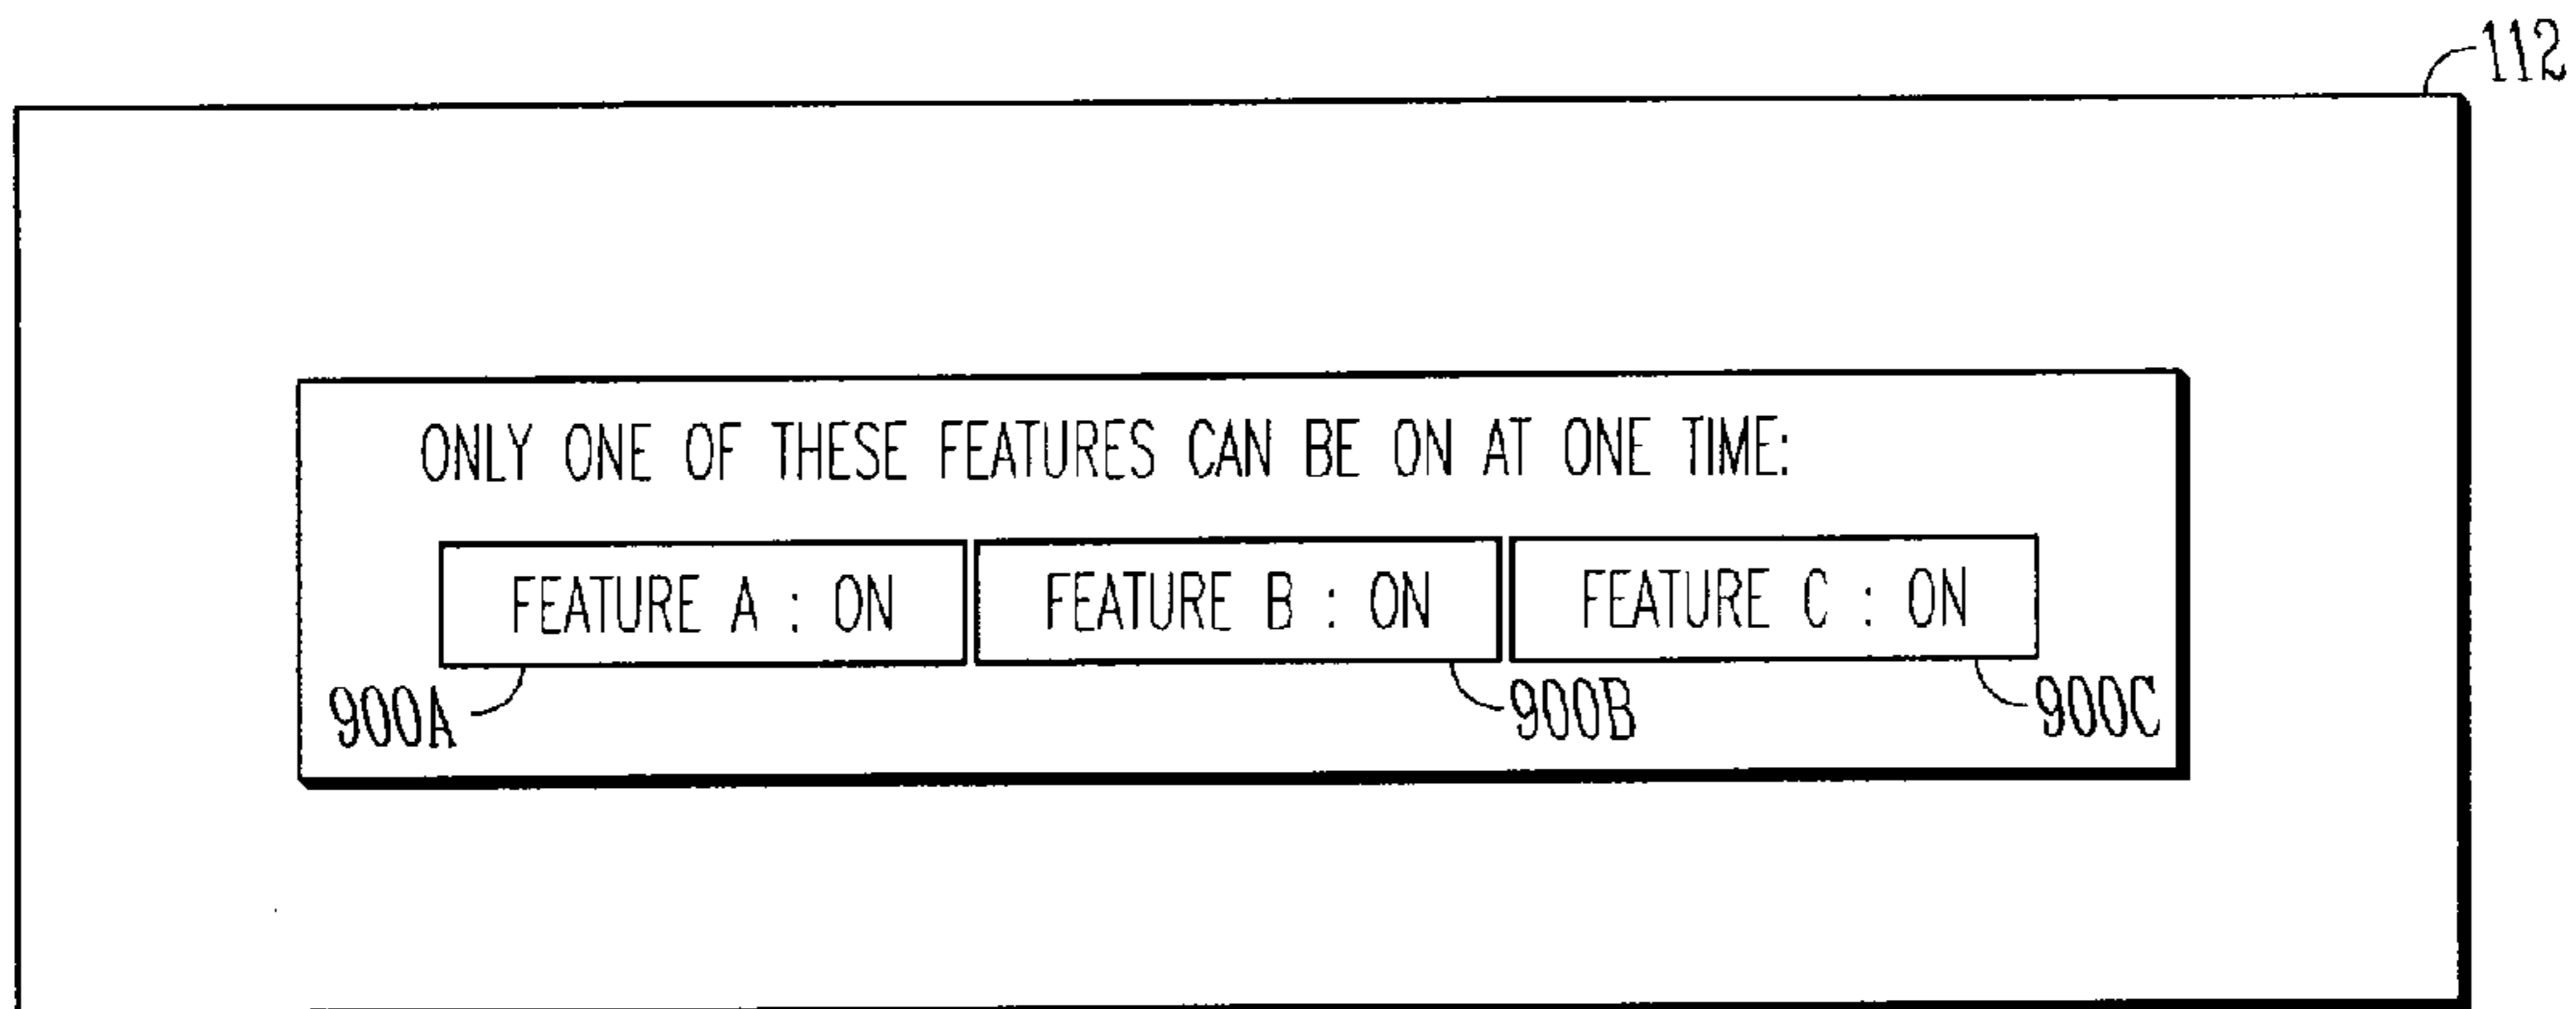 112
ONLY ONE OF THESE FEATURES CAN BE ON AT ONE TIME:
FEATURE A : ON FEATURE B : ON FEATURE C : ON
900A 900B 900C